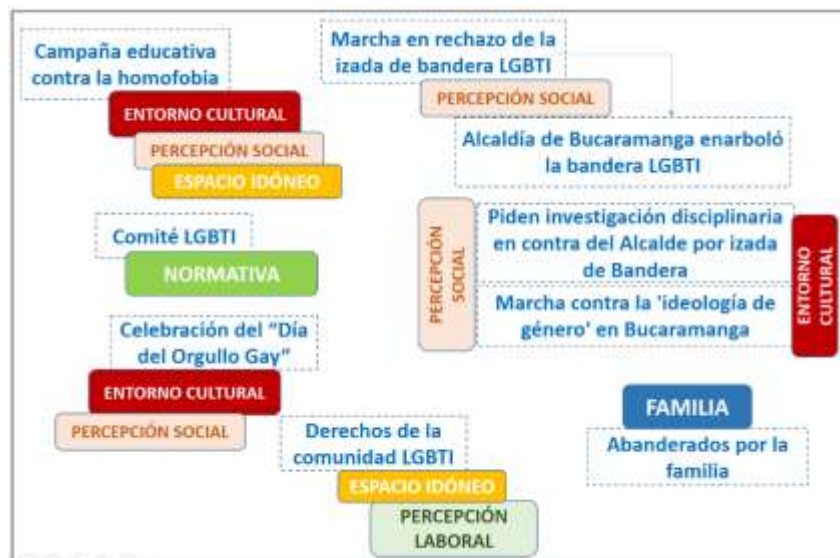 Campaña educativa
contra la homofobia
ENTORNO CULTURAL
PERCEPCIÓN SOCIAL
ESPACIO IDÓNEO
Marcha en rechazo de la
izada de bandera LGBTI
PERCEPCIÓN SOCIAL
Alcaldía de Bucaramanga enarboló
la bandera LGBTI
Comité LGBTI
NORMATIVA
PERCEPCIÓN
SOCIAL
Piden investigación disciplinaria
en contra del Alcalde por izada
de Bandera
Marcha contra la 'ideología de
género' en Bucaramanga
ENTORNO
CULTURAL
Celebración del "Día
del Orgullo Gay"
ENTORNO CULTURAL
PERCEPCIÓN SOCIAL
Derechos de la
comunidad LGBTI
ESPACIO IDÓNEO
PERCEPCIÓN
LABORAL
FAMILIA
Abanderados por la
familia